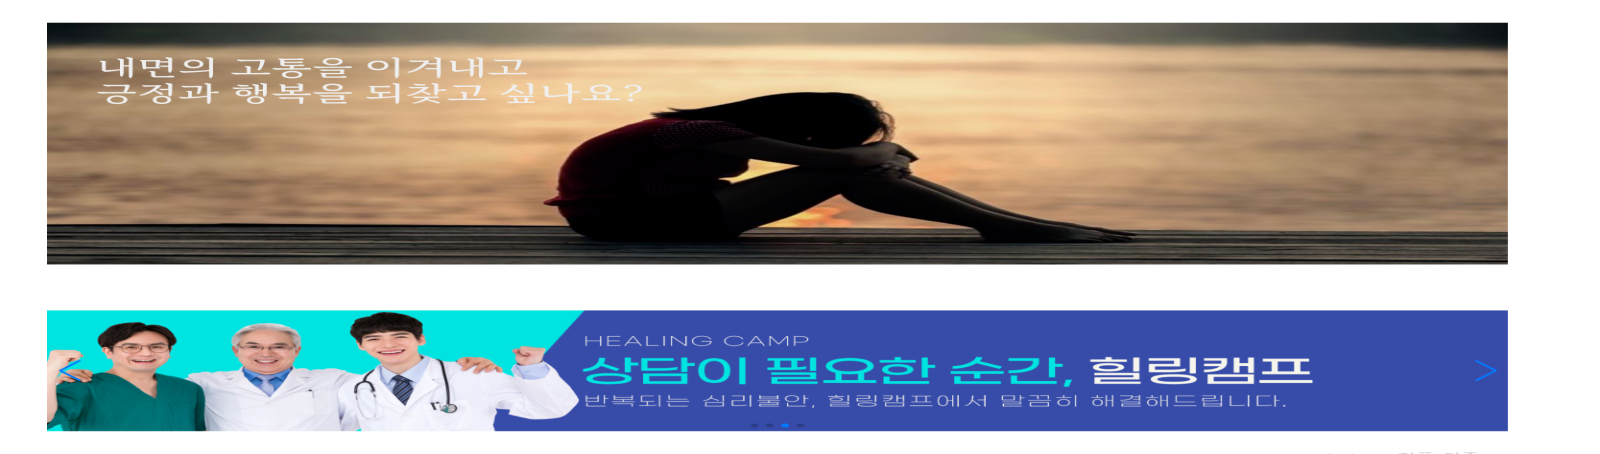 내면의 고통을 이겨내고
긍정과 행복을 되찾고 싶나요?
HEALING CAMP
상담이 필요한 순간, 힐링캠프
반복되는 심리불안, 힐링캠프에서 말끔히 해결해드립니다.